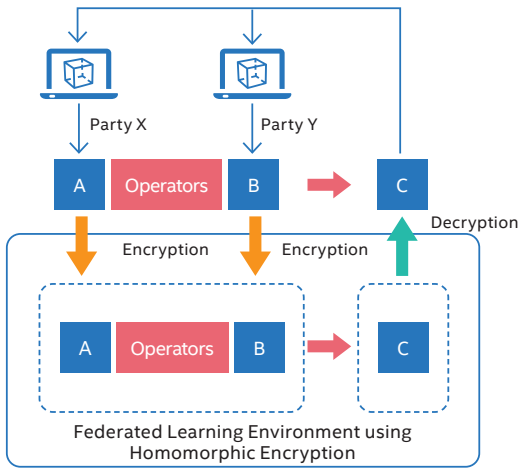 Party X
Party Y
A
Operators
B
C
Decryption
Encryption
Encryption
A
Operators
B
C
Federated Learning Environment using
Homomorphic Encryption